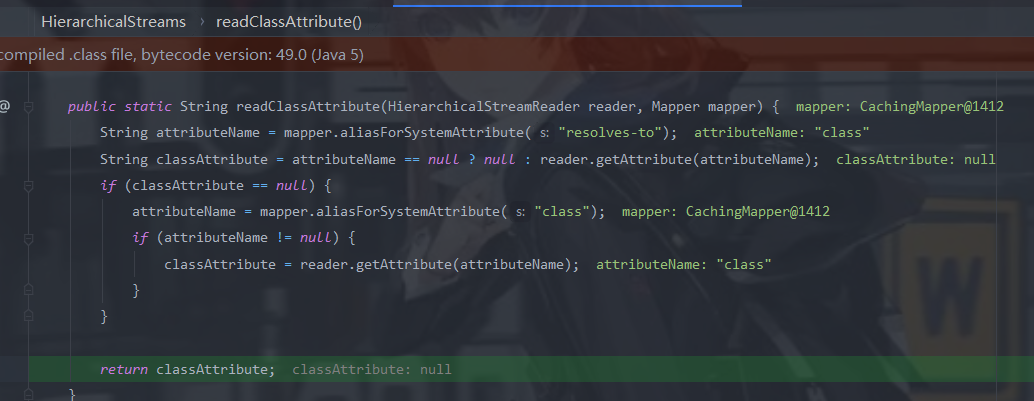 HierarchicalStreams › readClassAttribute()
compiled .class file, bytecode version: 49.0 (Java 5)
@ public static String readClassAttribute(HierarchicalStreamReader reader, Mapper mapper) { mapper: CachingMapper@1412
String attributeName = mapper.aliasForSystemAttribute( s: "resolves-to"); attributeName: "class"
String classAttribute = attributeName == null ? null : reader.getAttribute(attributeName); classAttribute: null
if (classAttribute == null) {
attributeName = mapper.aliasForSystemAttribute( s: "class"); mapper: CachingMapper@1412
if (attributeName != null) {
classAttribute = reader.getAttribute(attributeName); attributeName: "class"
}
}
return classAttribute; classAttribute: null
}
W